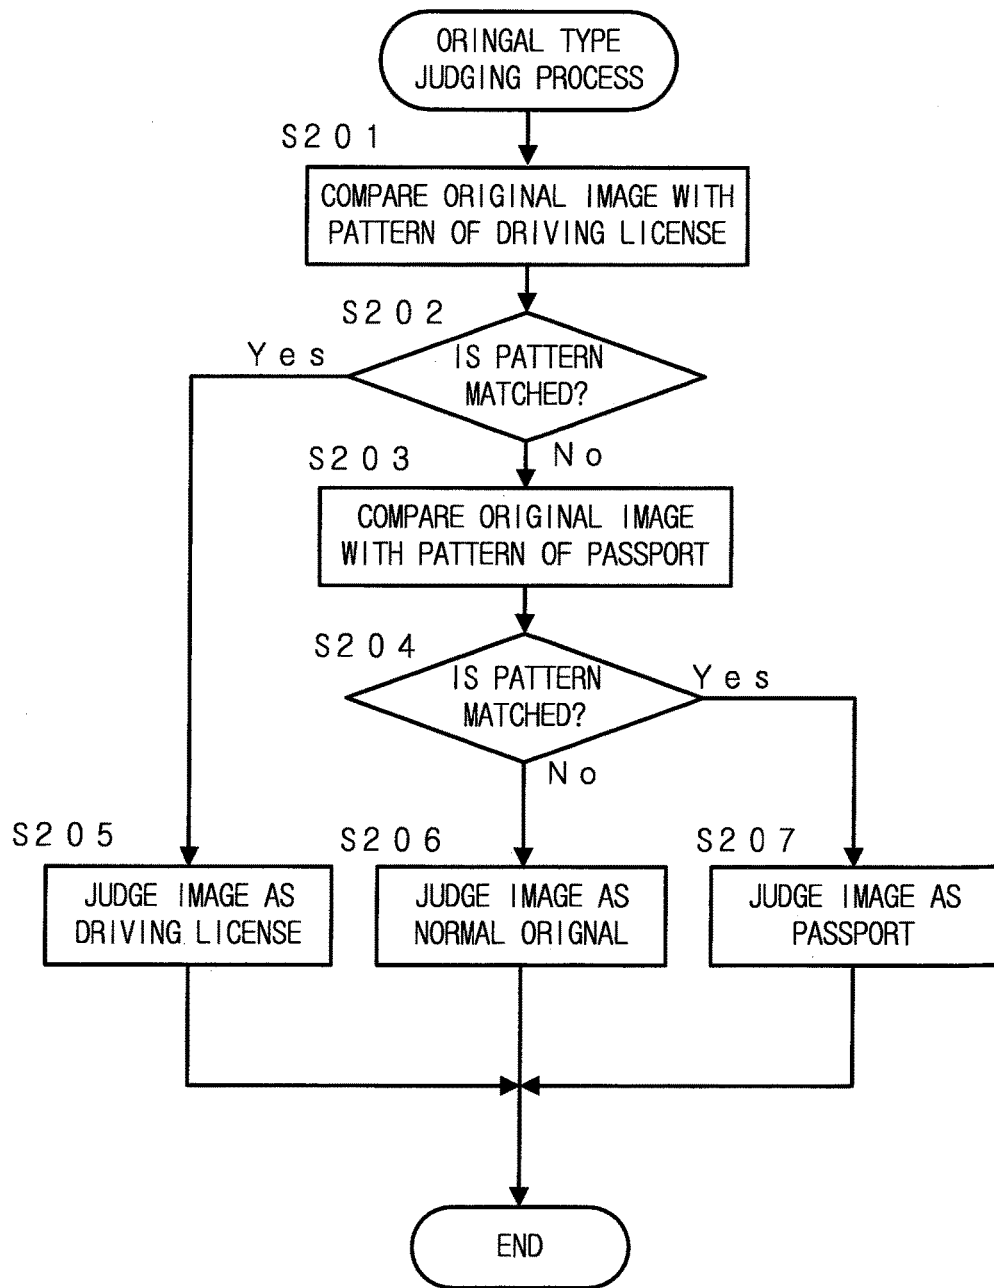 ORINGAL TYPE
JUDGING PROCESS
S201
COMPARE ORIGINAL IMAGE WITH
PATTERN OF DRIVING LICENSE
S202
Yes
IS PATTERN
MATCHED?
No
S203
COMPARE ORIGINAL IMAGE
WITH PATTERN OF PASSPORT
S204
IS PATTERN
MATCHED?
Yes
No
S205
JUDGE IMAGE AS
DRIVING LICENSE
S206
JUDGE IMAGE AS
NORMAL ORIGNAL
S207
JUDGE IMAGE AS
PASSPORT
END